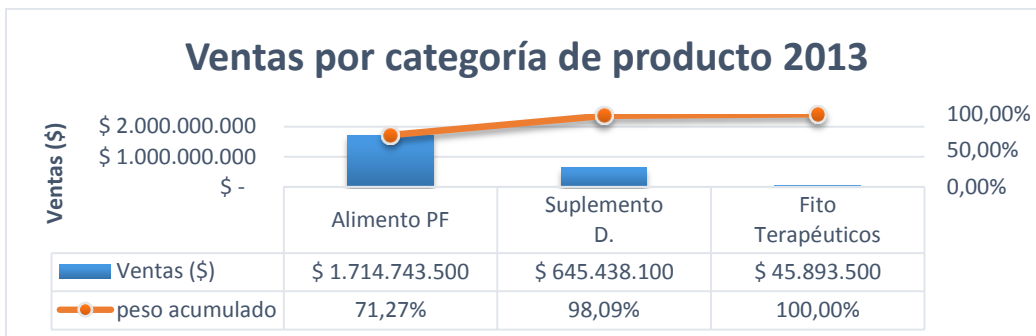 Ventas por categoría de producto 2013
Ventas ($)
$ 2.000.000.000
$ 1.000.000.000
$ -
100,00%
50,00%
0,00%
Alimento PF
Suplemento
D.
Fito
Terapéuticos
Ventas ($)
$ 1.714.743.500
$ 645.438.100
$ 45.893.500
peso acumulado
71,27%
98,09%
100,00%